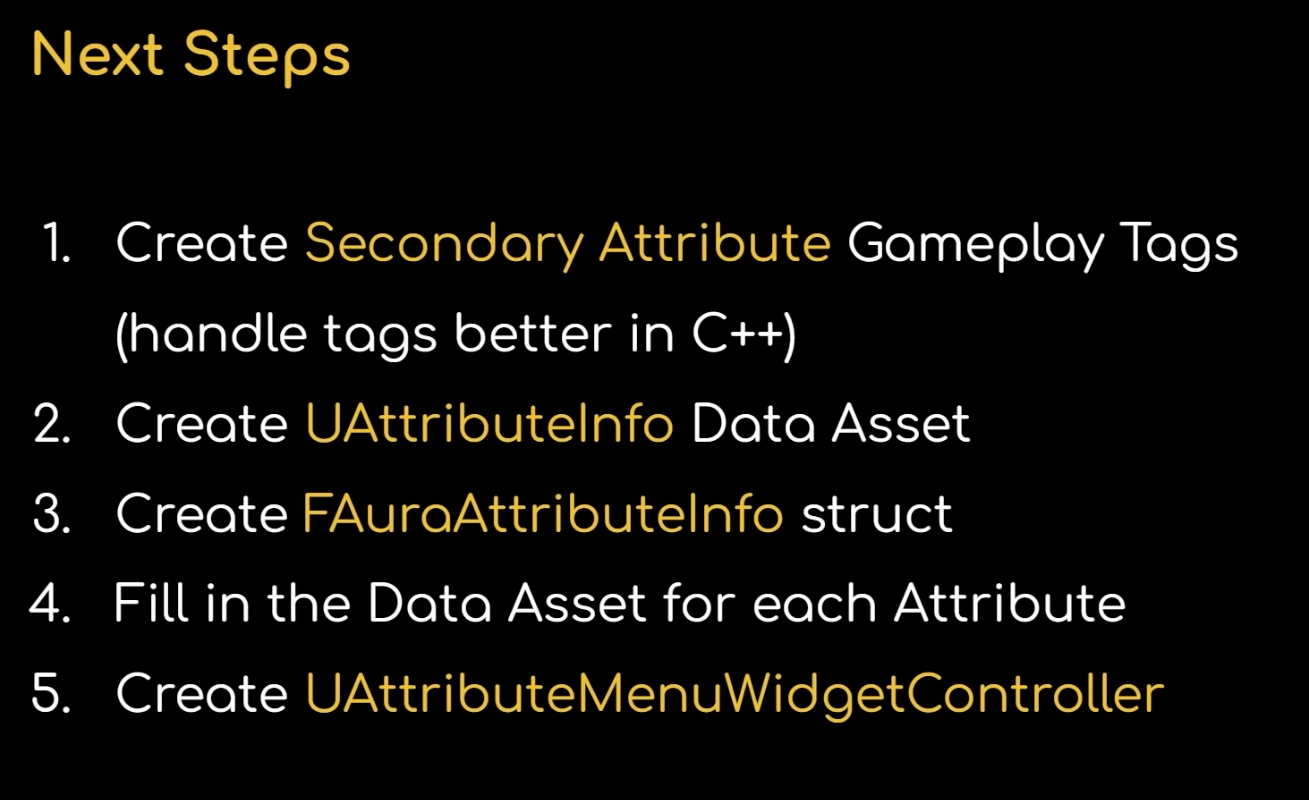 Next Steps
1. Create Secondary Attribute Gameplay Tags
(handle tags better in C++)
2. Create UAttributeInfo Data Asset
3. Create FAuraAttributeInfo struct
4. Fill in the Data Asset for each Attribute
5. Create UAttributeMenuWidgetController